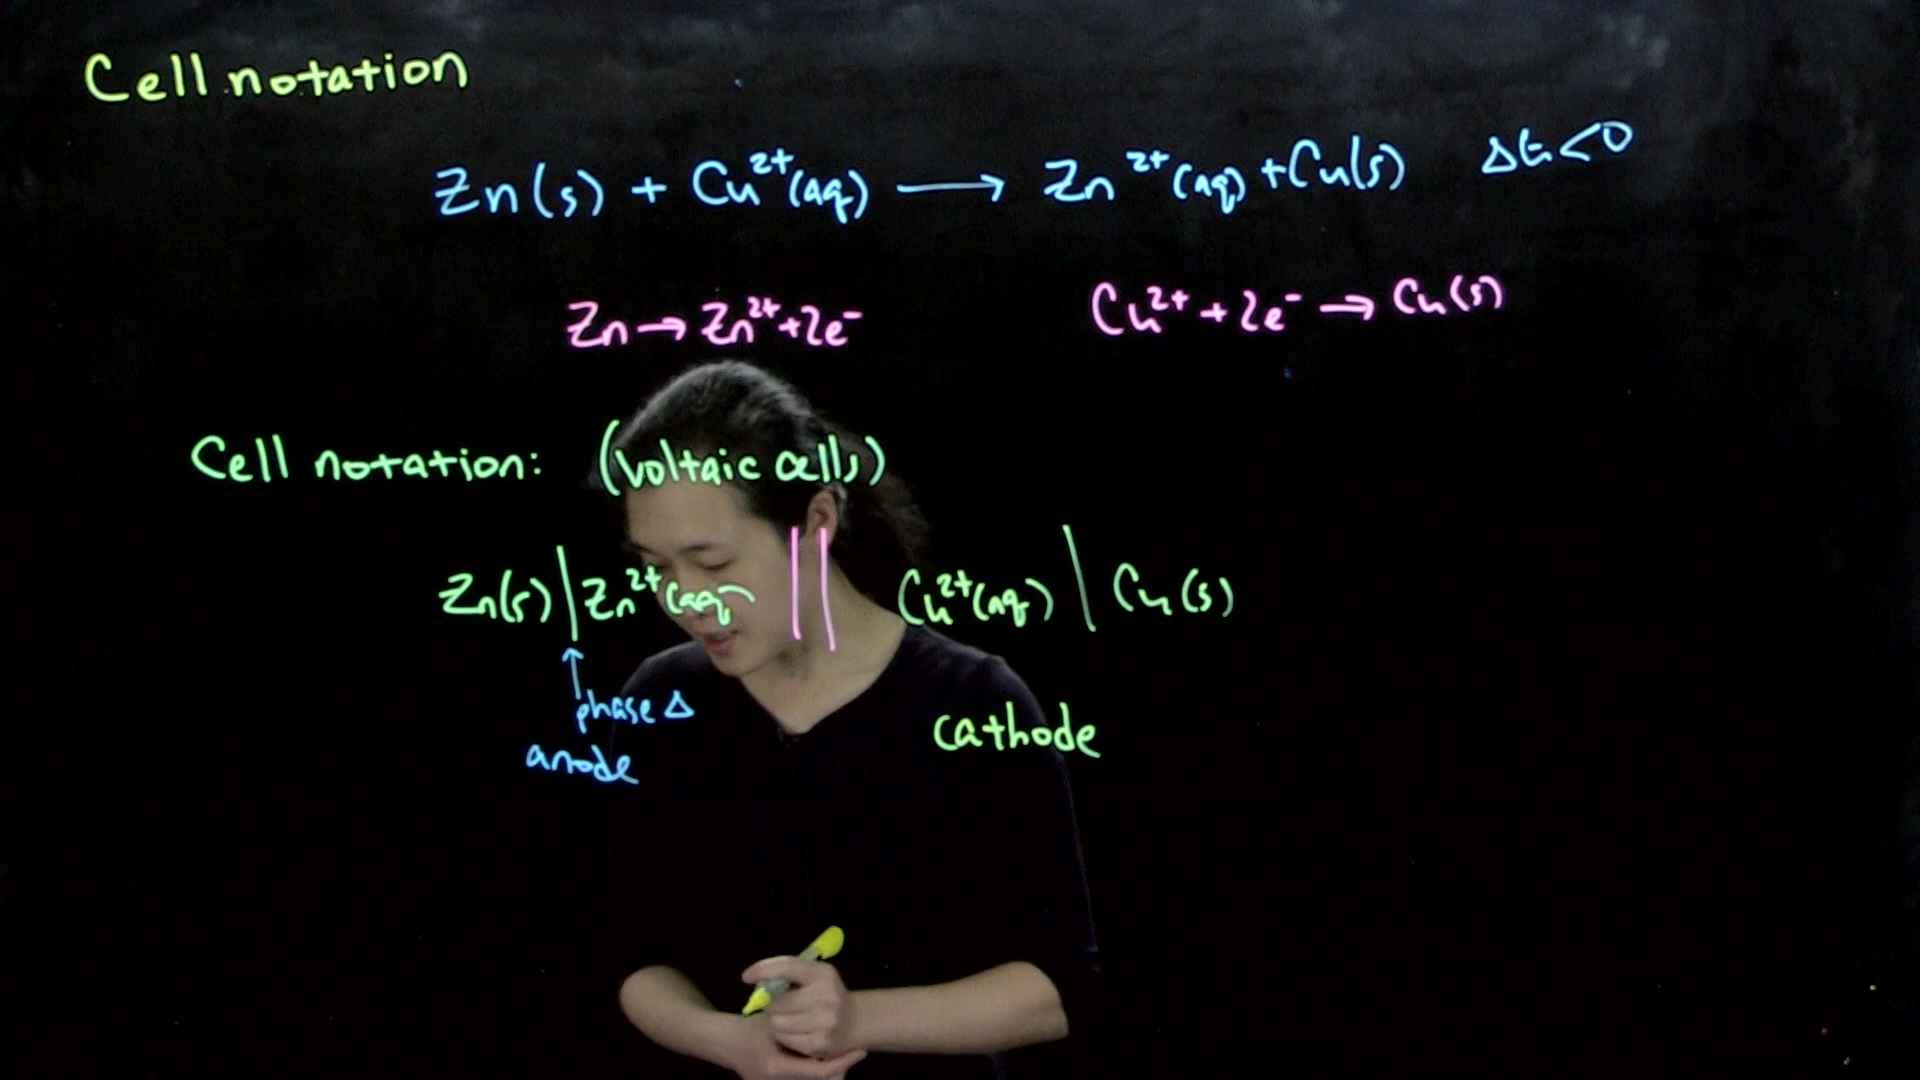 Cell notation
Zn(s) + Cu²⁺(aq) ⟶ Zn²⁺(aq) + Cu(s) ΔG<0
Zn → Zn²⁺ + 2e⁻ Cu²⁺ + 2e⁻ → Cu(s)
Cell notation: (voltaic cells)
Zn(s) | Zn²⁺(aq) || Cu²⁺(aq) | Cu(s)
↑
phase Δ
anode cathode